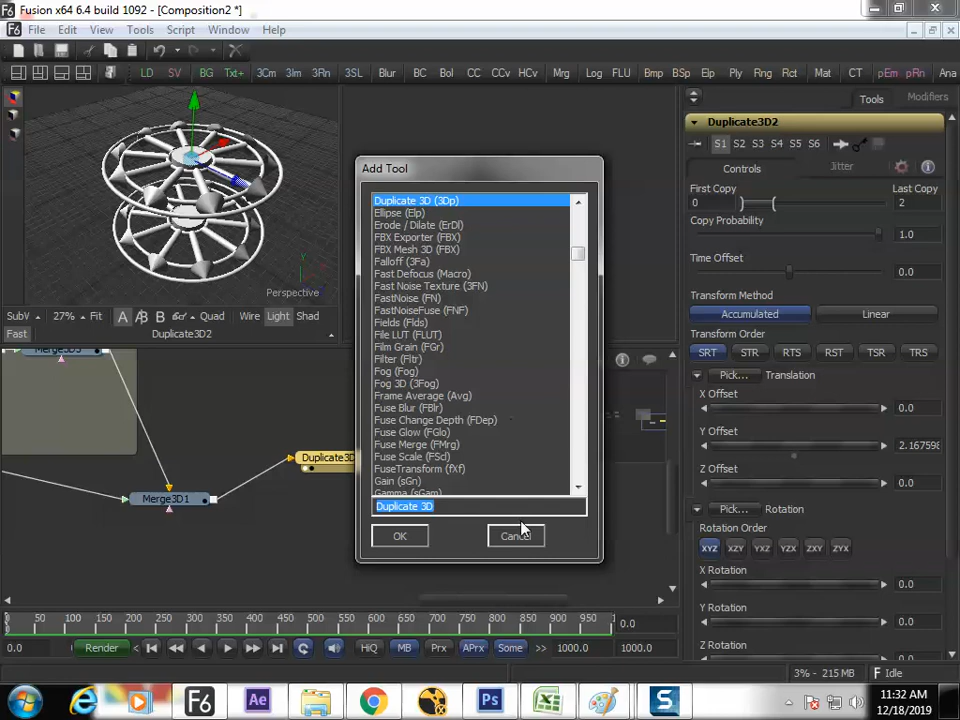 Fusion x64 6.4 build 1092 - [Composition2 *]
File Edit View Tools Script Window Help
LD SV BG Txt+ 3Cm 3Im 3Rn 3SL Blur BC Bol CC CCv HCv Mrg Log FLU Bmp BSp Elp Ply Rng Rct Mat CT pEm pRn Ana
Tools Modifiers
Duplicate3D2
S1 S2 S3 S4 S5 S6
Controls Jitter
First Copy Last Copy
0 2
Copy Probability
1.0
Time Offset
0.0
Transform Method
Accumulated Linear
Transform Order
SRT STR RTS RST TSR TRS
Pick... Translation
X Offset
0.0
Y Offset
2.167598
Z Offset
0.0
Pick... Rotation
Rotation Order
XYZ XZY YXZ YZX ZXY ZYX
X Rotation
0.0
Y Rotation
0.0
Z Rotation
0.0
Perspective
SubV 27% Fit A B Quad Wire Light Shad
Fast Duplicate3D2
Merge3D3
Merge3D1
Duplicate3D
Add Tool
Duplicate 3D (3Dp)
Ellipse (Elp)
Erode / Dilate (ErDl)
FBX Exporter (FBX)
FBX Mesh 3D (FBX)
Falloff (3Fa)
Fast Defocus (Macro)
Fast Noise Texture (3FN)
FastNoise (FN)
FastNoiseFuse (FNF)
Fields (Flds)
File LUT (FLUT)
Film Grain (FGr)
Filter (Fltr)
Fog (Fog)
Fog 3D (3Fog)
Frame Average (Avg)
Fuse Blur (FBlr)
Fuse Change Depth (FDep)
Fuse Glow (FGlo)
Fuse Merge (FMrg)
Fuse Scale (FScl)
FuseTransform (fXf)
Gain (sGn)
Gamma (sGam)
Duplicate 3D
OK Cancel
0 50 100 150 200 250 300 350 400 450 500 550 600 650 700 750 800 850 900 950 0.0
0.0 Render HiQ MB Prx APrx Some >> 1000.0 1000.0
3% - 215 MB Idle
11:32 AM
12/18/2019